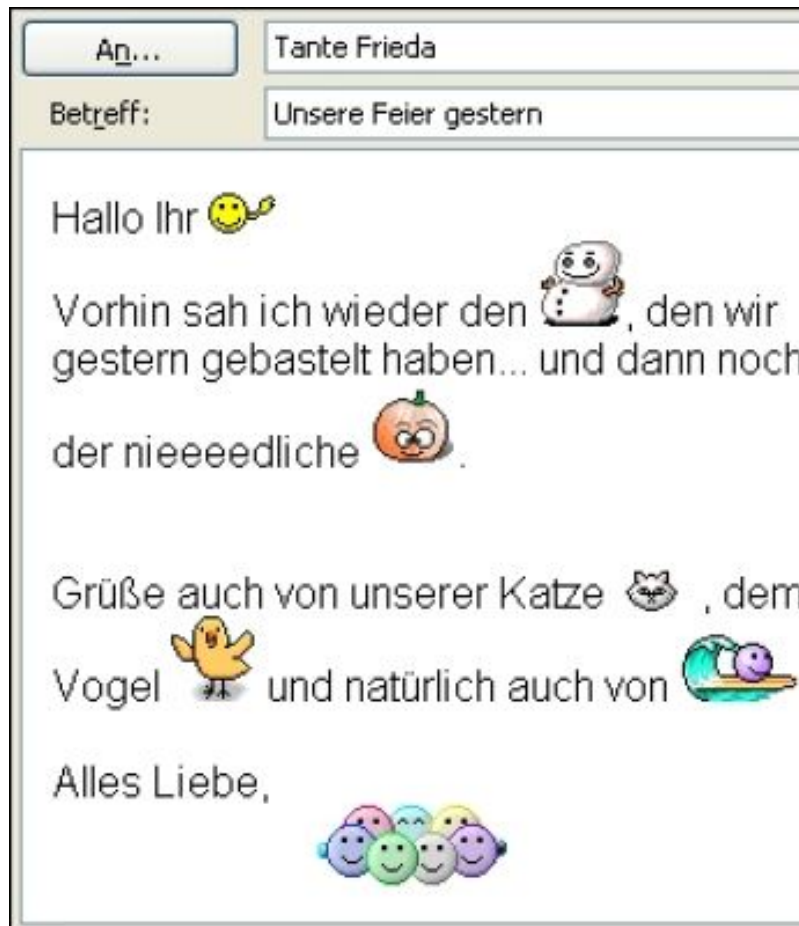 An...
Tante Frieda
Betreff:
Unsere Feier gestern
Hallo Ihr
Vorhin sah ich wieder den , den wir
gestern gebastelt haben... und dann noch
der nieeeedliche .
Grüße auch von unserer Katze , dem
Vogel und natürlich auch von
Alles Liebe,